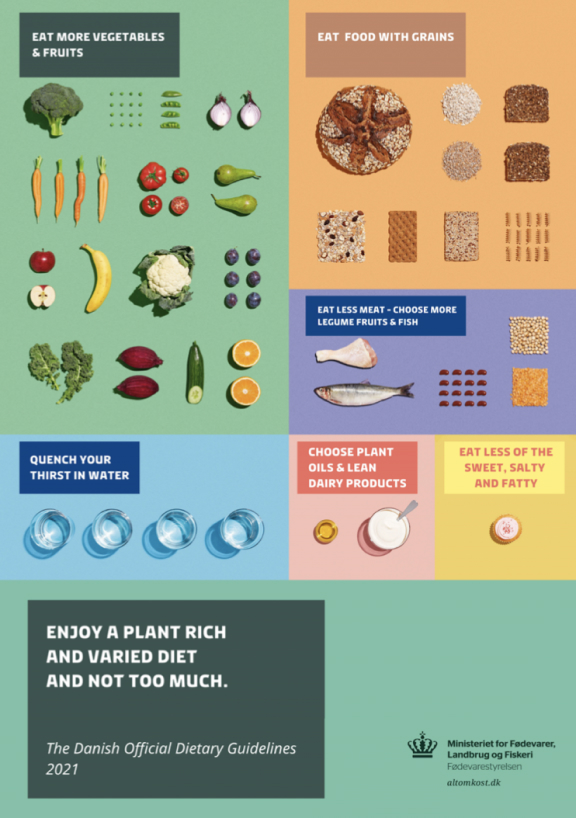 EAT MORE VEGETABLES
& FRUITS
EAT FOOD WITH GRAINS
EAT LESS MEAT - CHOOSE MORE
LEGUME FRUITS & FISH
QUENCH YOUR
THIRST IN WATER
CHOOSE PLANT
OILS & LEAN
DAIRY PRODUCTS
EAT LESS OF THE
SWEET, SALTY
AND FATTY
ENJOY A PLANT RICH
AND VARIED DIET
AND NOT TOO MUCH.
The Danish Official Dietary Guidelines
2021
Ministeriet for Fødevarer,
Landbrug og Fiskeri
Fødevarestyrelsen
altomkost.dk